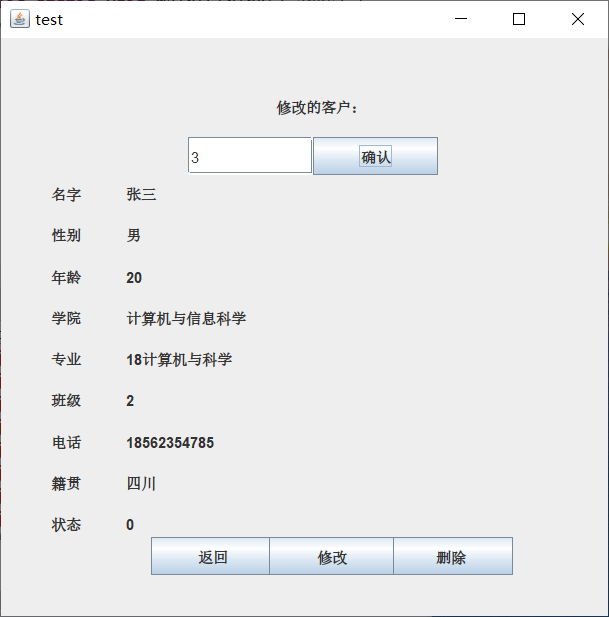 test
修改的客户：
3 确认
名字 张三
性别 男
年龄 20
学院 计算机与信息科学
专业 18计算机与科学
班级 2
电话 18562354785
籍贯 四川
状态 0
返回 修改 删除